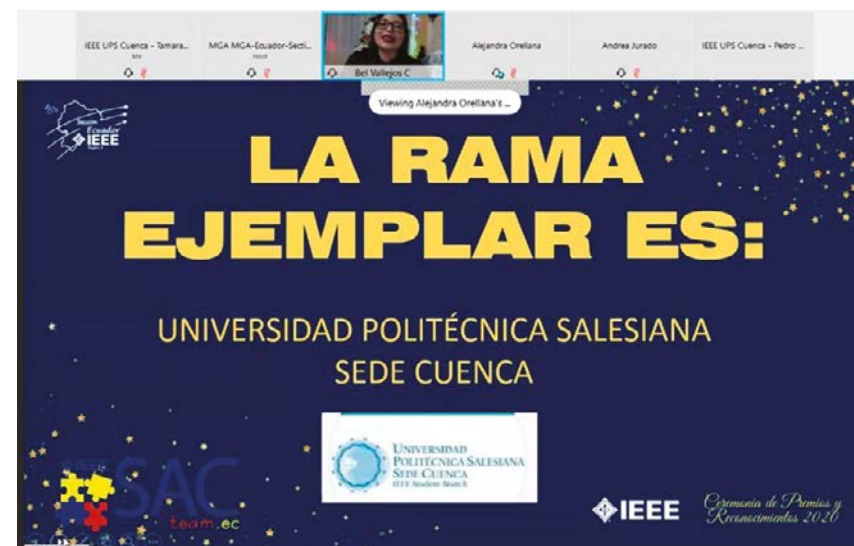 IEEE UPS Cuenca - Tamara...
MGA MGA-Ecuador-Secti...
Alejandra Orellana
Andrea Jurado
IEEE UPS Cuenca - Pedro ...
Bel Vallejos C
Viewing Alejandra Orellana's ...
Sección
Ecuador
IEEE
LA RAMA
EJEMPLAR ES:
UNIVERSIDAD POLITÉCNICA SALESIANA
SEDE CUENCA
UNIVERSIDAD
POLITÉCNICA SALESIANA
SEDE CUENCA
IEEE Student Branch
SAC
team.ec
IEEE
Ceremonia de Premios y
Reconocimientos 2020